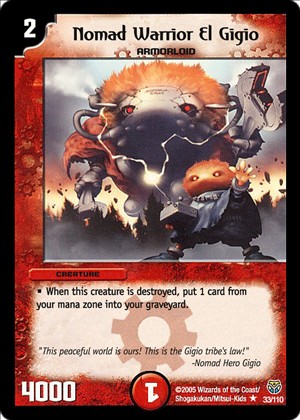 2
Nomad Warrior El Gigio
ARMORLOID
CREATURE
▪ When this creature is destroyed, put 1 card from
your mana zone into your graveyard.
"This peaceful world is ours! This is the Gigio tribe's law!"
-Nomad Hero Gigio
4000
1
©2005 Wizards of the Coast/
Shogakukan/Mitsui-Kids ★ 33/110